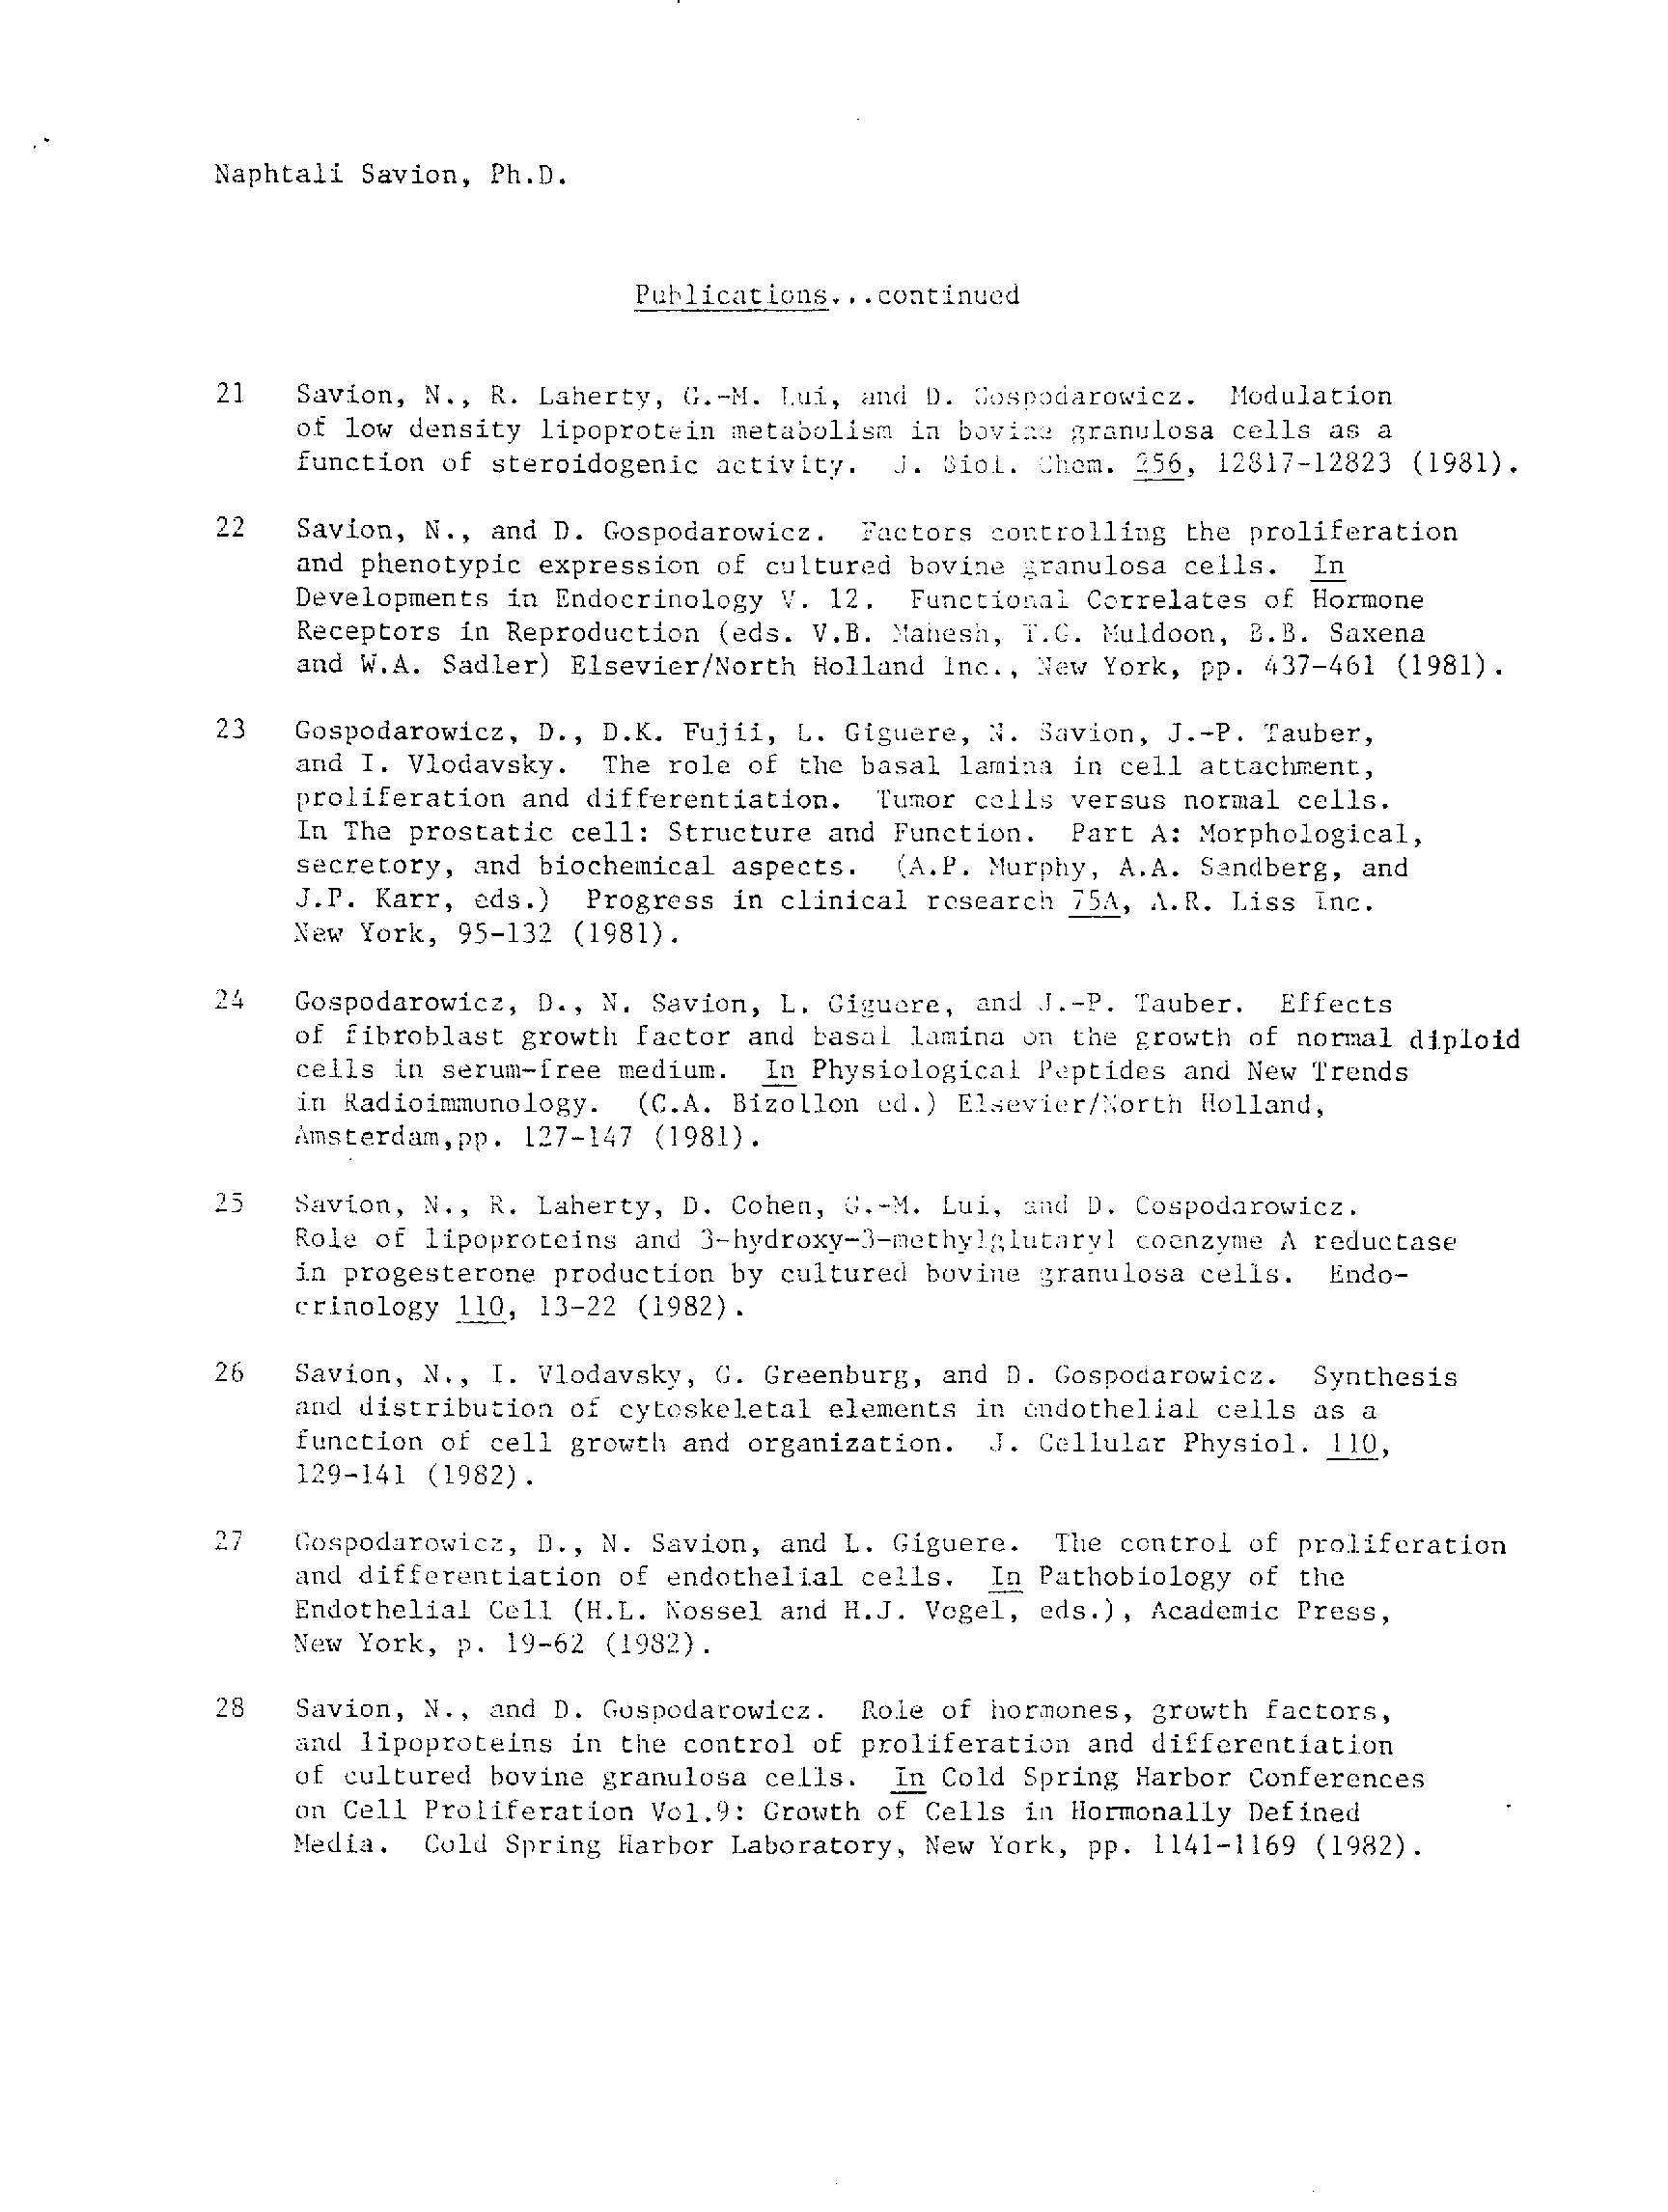 Naphtali Savion, Ph.D.
Publications...continued
21 Savion, N., R. Laherty, G.-M. Lui, and D. Gospodarowicz. Modulation
of low density lipoprotein metabolism in bovine granulosa cells as a
function of steroidogenic activity. J. Biol. Chem. 256, 12817-12823 (1981).
22 Savion, N., and D. Gospodarowicz. Factors controlling the proliferation
and phenotypic expression of cultured bovine granulosa cells. In
Developments in Endocrinology V. 12. Functional Correlates of Hormone
Receptors in Reproduction (eds. V.B. Mahesh, T.G. Muldoon, B.B. Saxena
and W.A. Sadler) Elsevier/North Holland Inc., New York, pp. 437-461 (1981).
23 Gospodarowicz, D., D.K. Fujii, L. Giguere, N. Savion, J.-P. Tauber,
and I. Vlodavsky. The role of the basal lamina in cell attachment,
proliferation and differentiation. Tumor cells versus normal cells.
In The prostatic cell: Structure and Function. Part A: Morphological,
secretory, and biochemical aspects. (A.P. Murphy, A.A. Sandberg, and
J.P. Karr, eds.) Progress in clinical research 75A, A.R. Liss Inc.
New York, 95-132 (1981).
24 Gospodarowicz, D., N. Savion, L. Giguere, and J.-P. Tauber. Effects
of fibroblast growth factor and basal lamina on the growth of normal diploid
cells in serum-free medium. In Physiological Peptides and New Trends
in Radioimmunology. (C.A. Bizollon ed.) Elsevier/North Holland,
Amsterdam,pp. 127-147 (1981).
25 Savion, N., R. Laherty, D. Cohen, G.-M. Lui, and D. Gospodarowicz.
Role of lipoproteins and 3-hydroxy-3-methylglutaryl coenzyme A reductase
in progesterone production by cultured bovine granulosa cells. Endo-
crinology 110, 13-22 (1982).
26 Savion, N., I. Vlodavsky, G. Greenburg, and D. Gospodarowicz. Synthesis
and distribution of cytoskeletal elements in endothelial cells as a
function of cell growth and organization. J. Cellular Physiol. 110,
129-141 (1982).
27 Gospodarowicz, D., N. Savion, and L. Giguere. The control of proliferation
and differentiation of endothelial cells. In Pathobiology of the
Endothelial Cell (H.L. Nossel and H.J. Vogel, eds.), Academic Press,
New York, p. 19-62 (1982).
28 Savion, N., and D. Gospodarowicz. Role of hormones, growth factors,
and lipoproteins in the control of proliferation and differentiation
of cultured bovine granulosa cells. In Cold Spring Harbor Conferences
on Cell Proliferation Vol.9: Growth of Cells in Hormonally Defined
Media. Cold Spring Harbor Laboratory, New York, pp. 1141-1169 (1982).